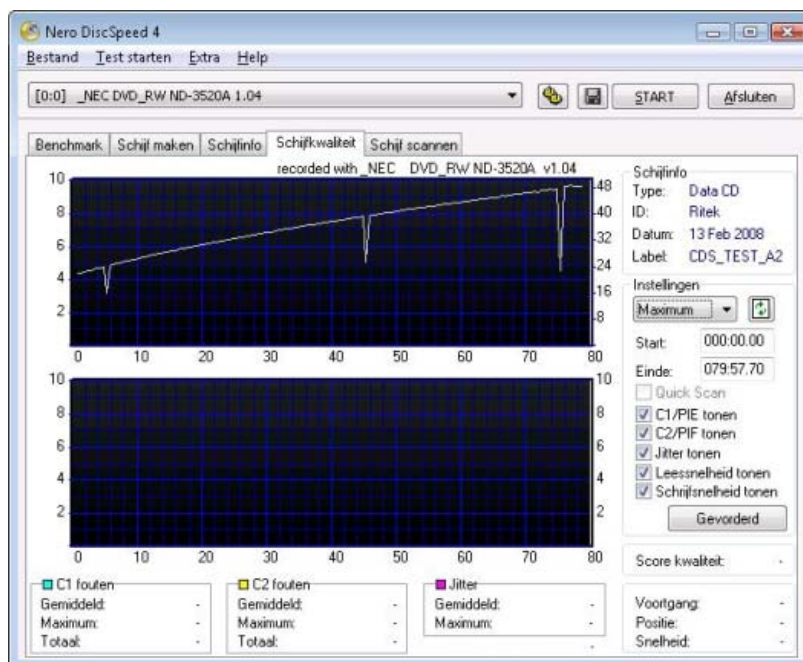 Nero DiscSpeed 4
Bestand Test starten Extra Help
[0:0] _NEC DVD_RW ND-3520A 1.04 START Afsluiten
Benchmark Schijf maken Schijfinfo Schijfkwaliteit Schijf scannen
recorded with _NEC DVD_RW ND-3520A v1.04
10 8 6 4 2
48 40 32 24 16 8
0 10 20 30 40 50 60 70 80
10 8 6 4 2
10 8 6 4 2
0 10 20 30 40 50 60 70 80
Schijfinfo
Type: Data CD
ID: Ritek
Datum: 13 Feb 2008
Label: CDS_TEST_A2
Instellingen
Maximum
Start: 000:00.00
Einde: 079:57.70
Quick Scan
C1/PIE tonen
C2/PIF tonen
Jitter tonen
Leessnelheid tonen
Schrijfsnelheid tonen
Gevorderd
Score kwaliteit: -
C1 fouten
Gemiddeld: -
Maximum: -
Totaal: -
C2 fouten
Gemiddeld: -
Maximum: -
Totaal: -
Jitter
Gemiddeld: -
Maximum: -
Voortgang: -
Positie: -
Snelheid: -